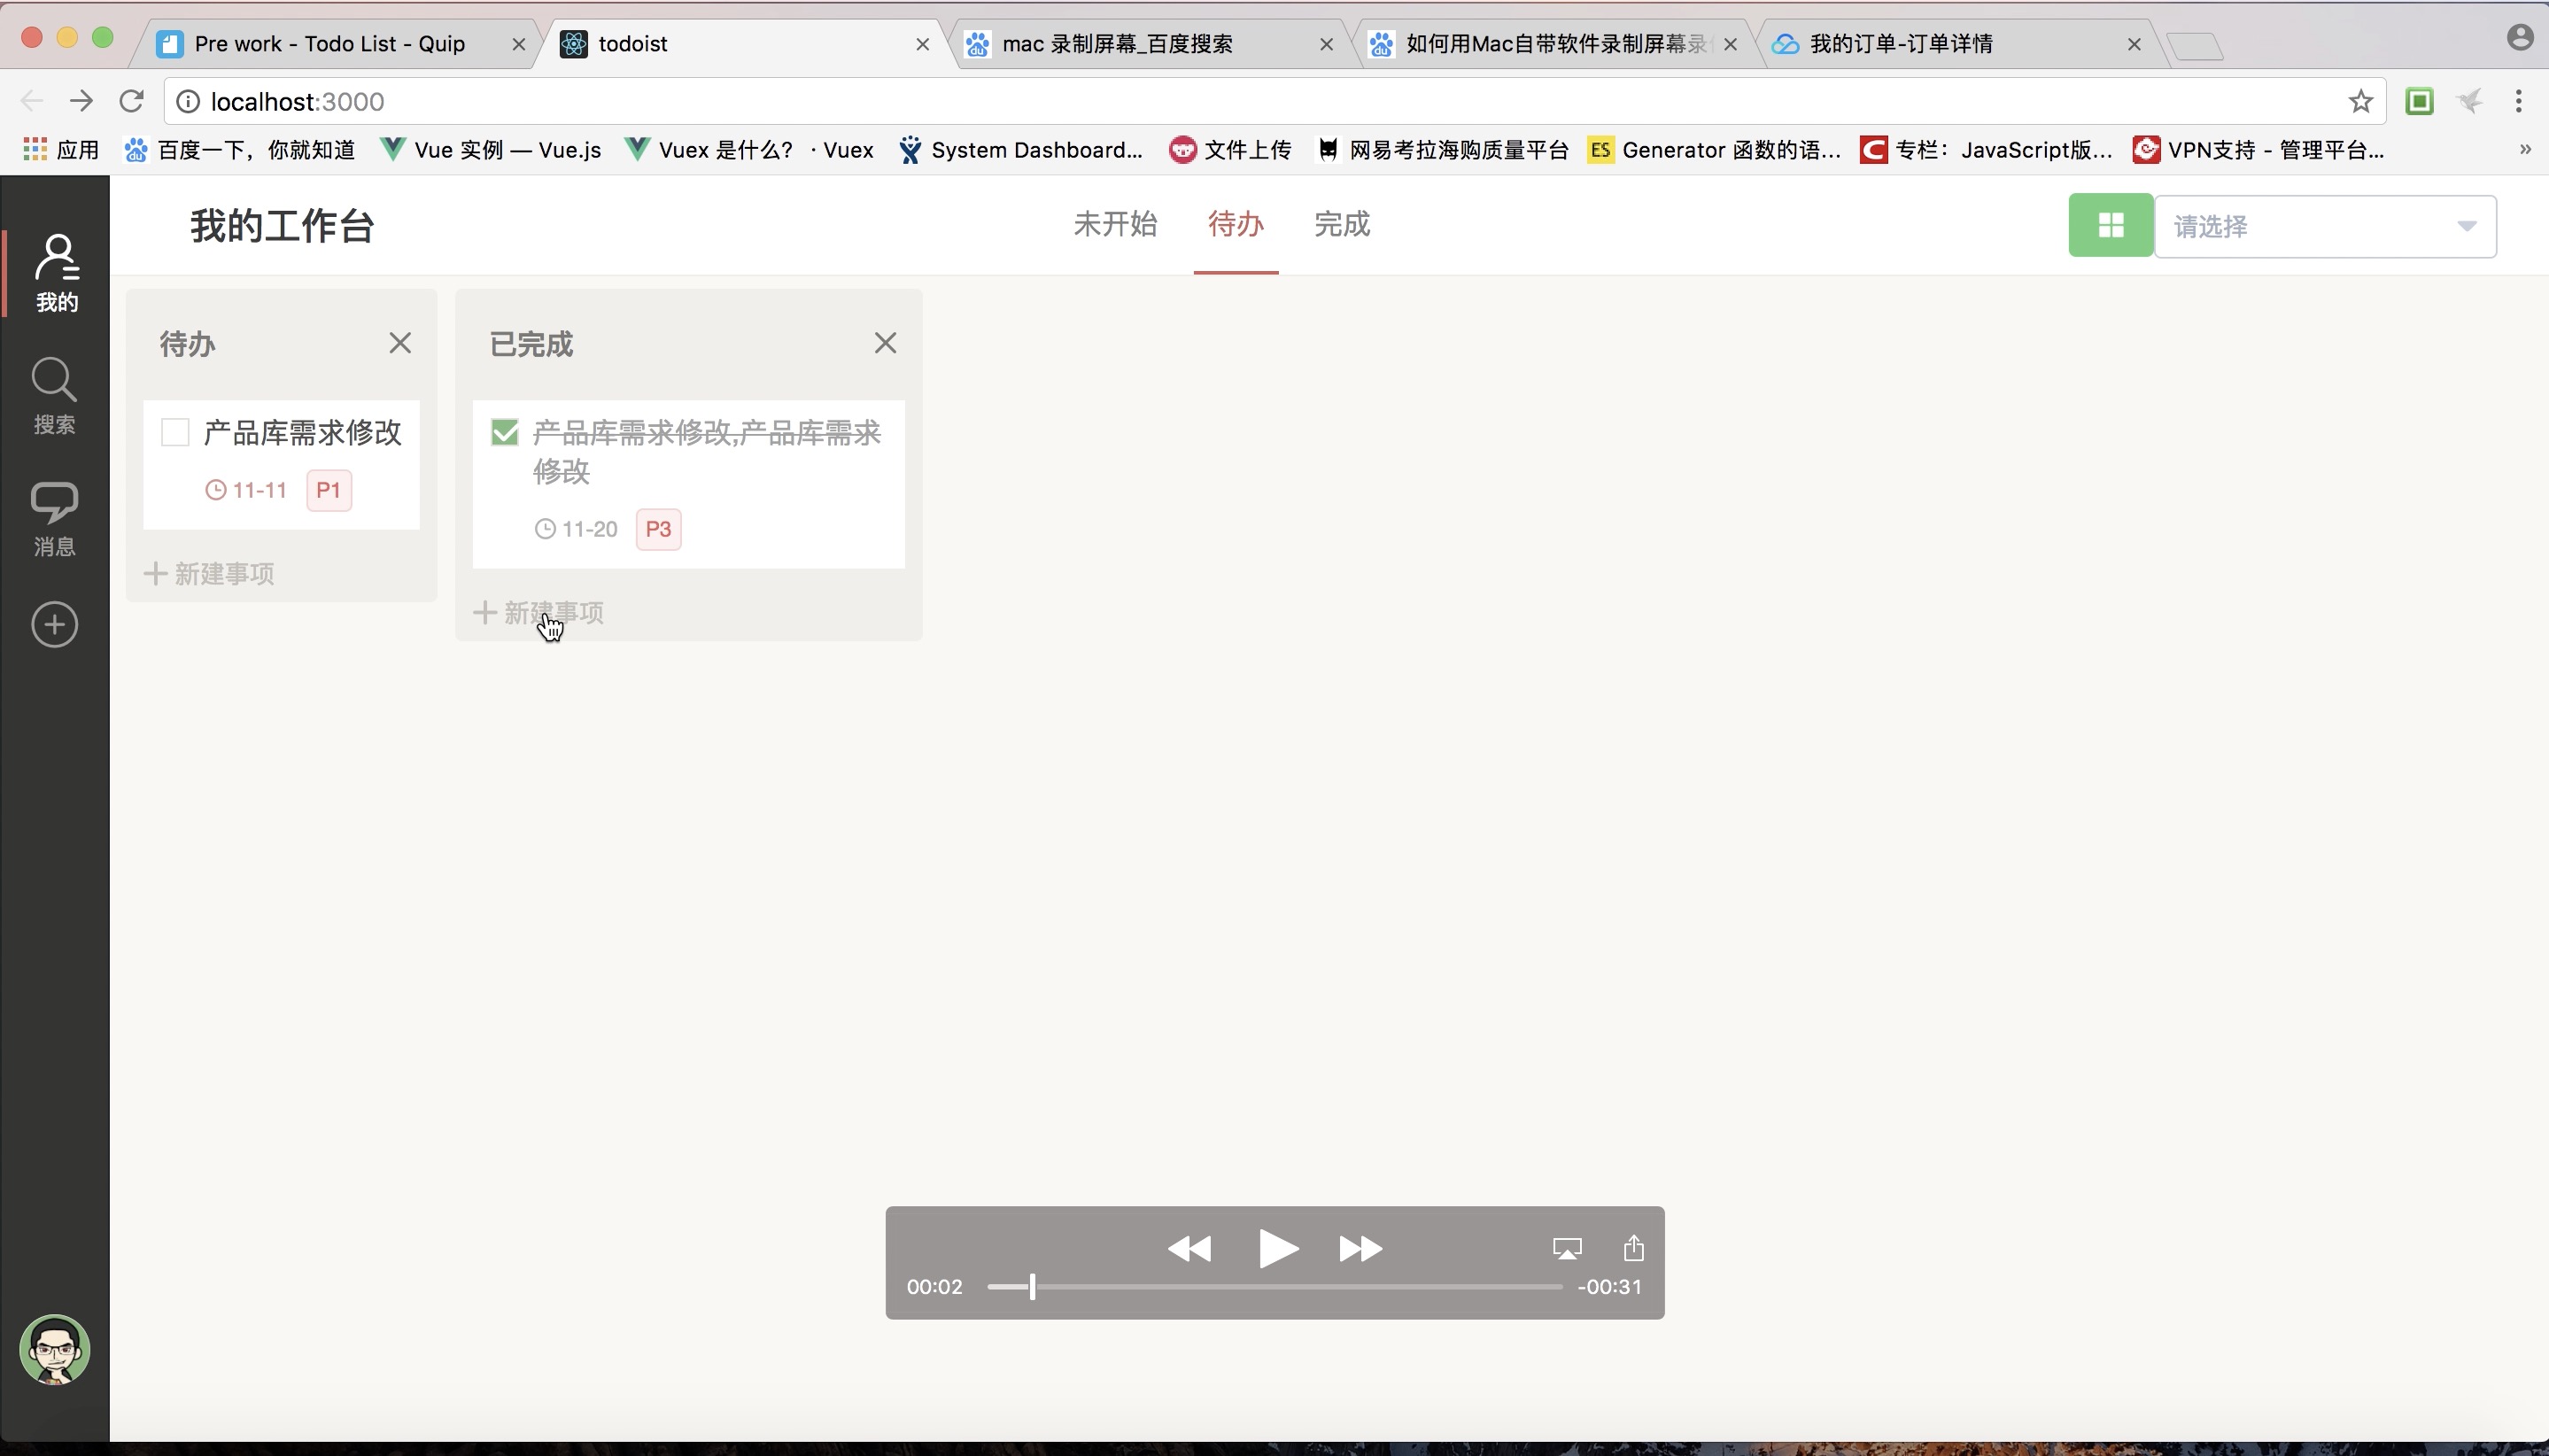 Pre work - Todo List - Quip
todoist
mac 录制屏幕_百度搜索
如何用Mac自带软件录制屏幕录
我的订单-订单详情
localhost:3000
应用
百度一下，你就知道
Vue 实例 — Vue.js
Vuex 是什么？ · Vuex
System Dashboard...
文件上传
网易考拉海购质量平台
ES
Generator 函数的语...
专栏：JavaScript版...
VPN支持 - 管理平台...
»
我的工作台
未开始
待办
完成
请选择
我的
搜索
消息
待办
产品库需求修改
11-11
P1
新建事项
已完成
产品库需求修改,产品库需求
修改
11-20
P3
新建事项
00:02
-00:31